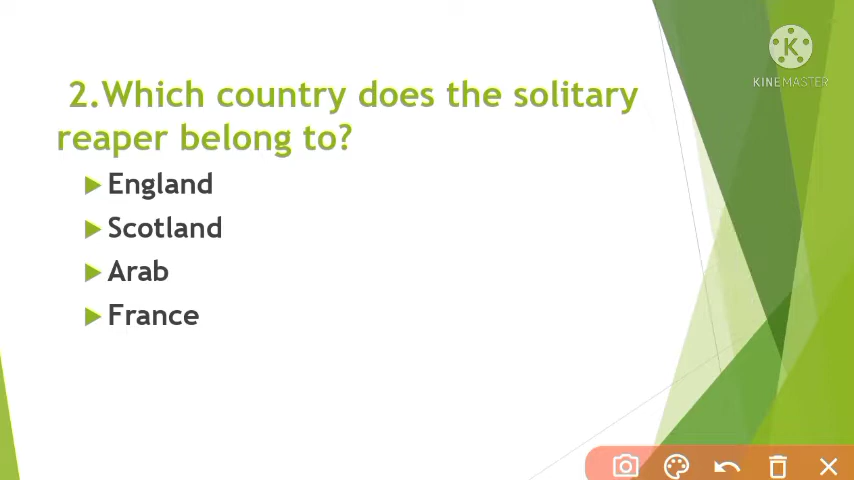 KINEMASTER
2.Which country does the solitary
reaper belong to?
England
Scotland
Arab
France